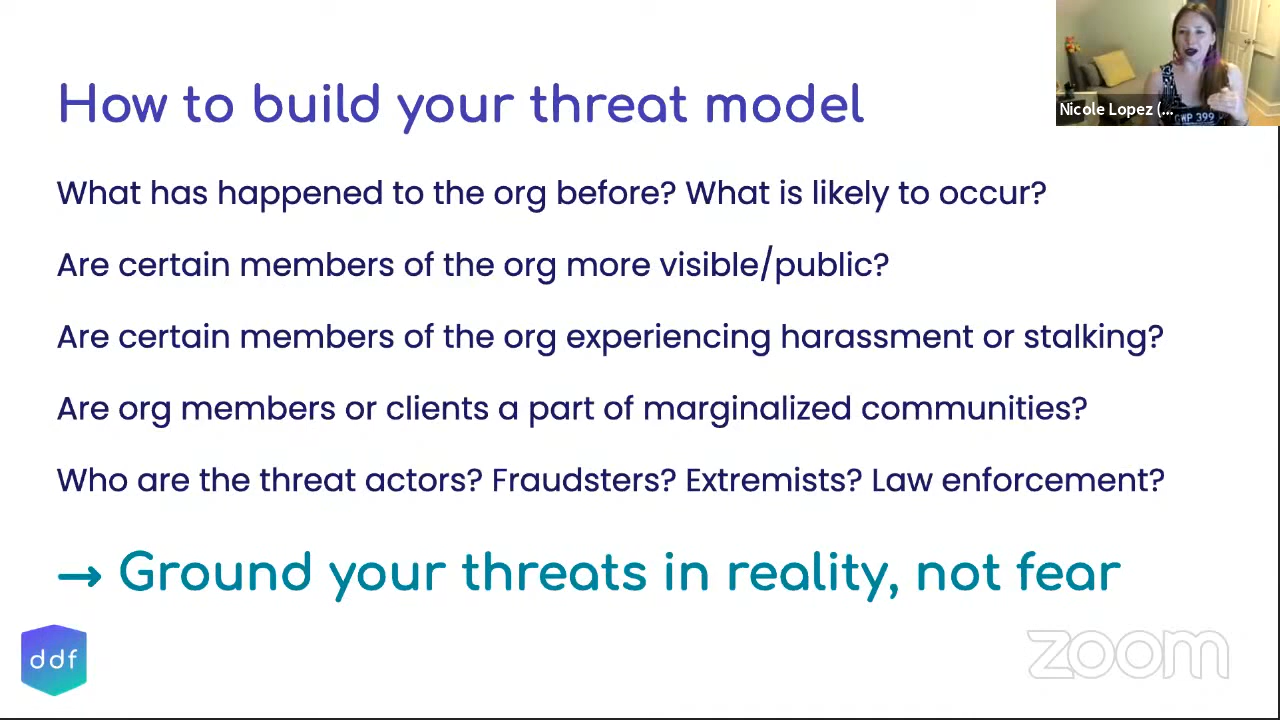 How to build your threat model
Nicole Lopez (...
GWP 399
What has happened to the org before? What is likely to occur?
Are certain members of the org more visible/public?
Are certain members of the org experiencing harassment or stalking?
Are org members or clients a part of marginalized communities?
Who are the threat actors? Fraudsters? Extremists? Law enforcement?
→ Ground your threats in reality, not fear
ddf
zoom